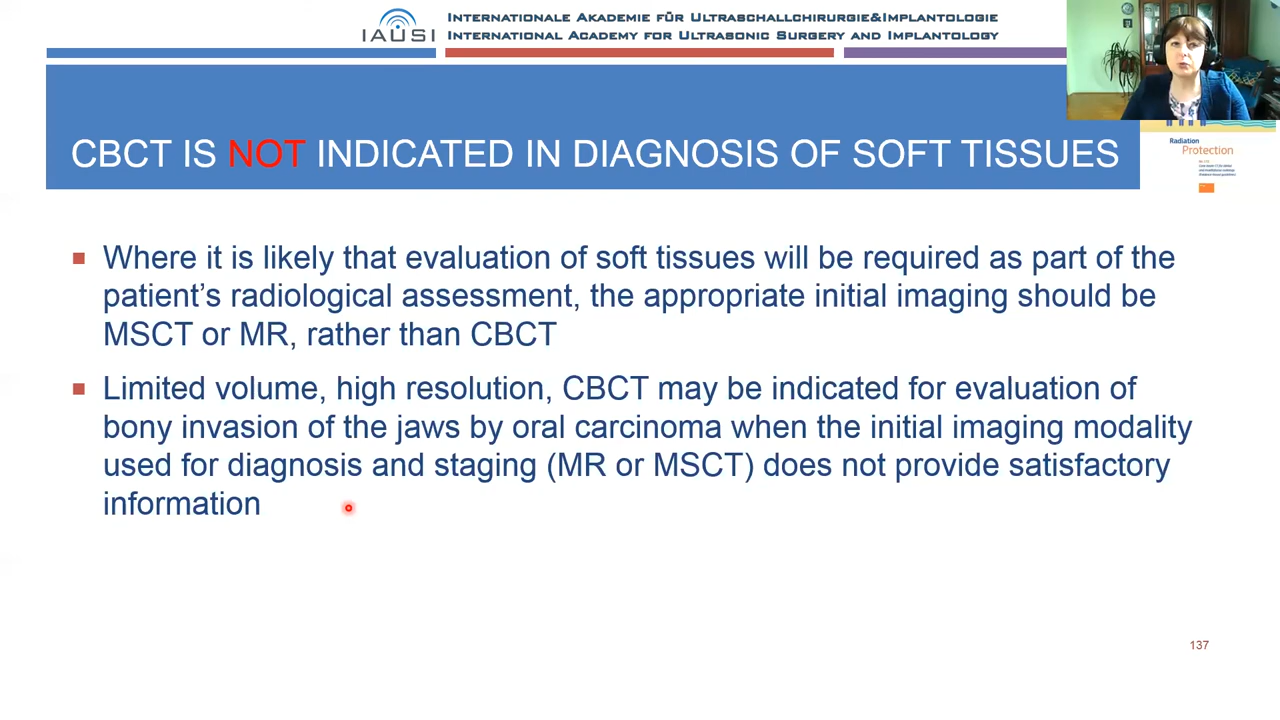 IAUSI
INTERNATIONALE AKADEMIE FÜR ULTRASCHALLCHIRURGIE&IMPLANTOLOGIE
INTERNATIONAL ACADEMY FOR ULTRASONIC SURGERY AND IMPLANTOLOGY
CBCT IS NOT INDICATED IN DIAGNOSIS OF SOFT TISSUES
Radiation
Protection
Where it is likely that evaluation of soft tissues will be required as part of the
patient’s radiological assessment, the appropriate initial imaging should be
MSCT or MR, rather than CBCT
Limited volume, high resolution, CBCT may be indicated for evaluation of
bony invasion of the jaws by oral carcinoma when the initial imaging modality
used for diagnosis and staging (MR or MSCT) does not provide satisfactory
information
137